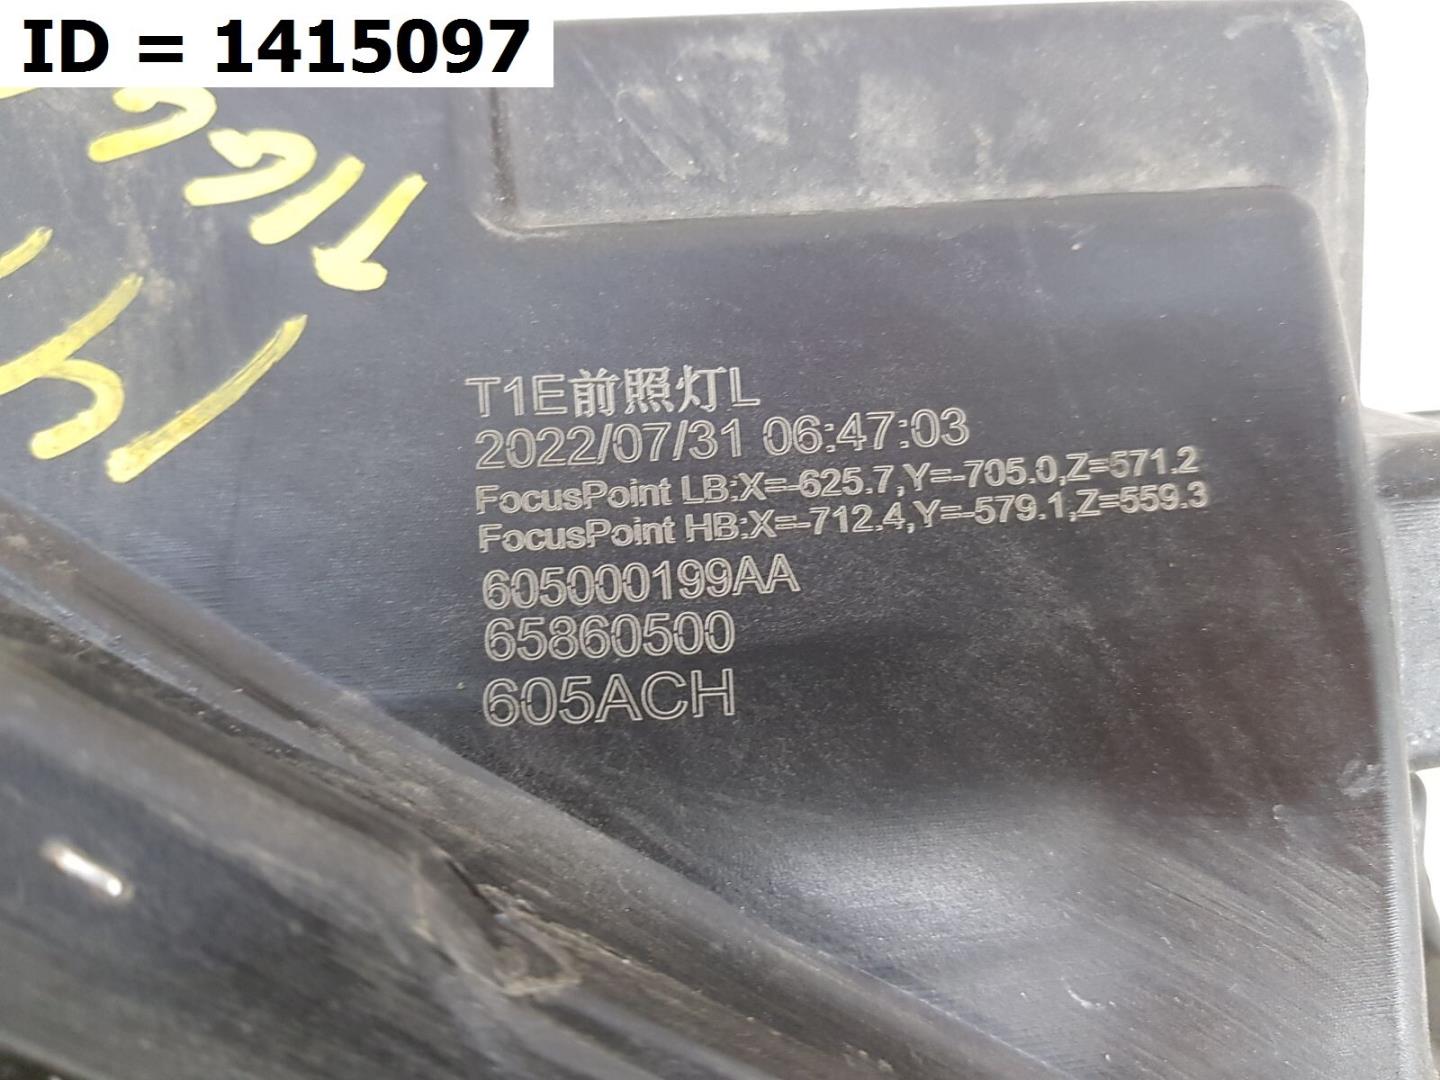 ID = 1415097
T1E前照灯L
2022/07/31 06:47:03
FocusPoint LB:X=-625.7,Y=-705.0,Z=571.2
FocusPoint HB:X=-712.4,Y=-579.1,Z=559.3
605000199AA
65860500
605ACH